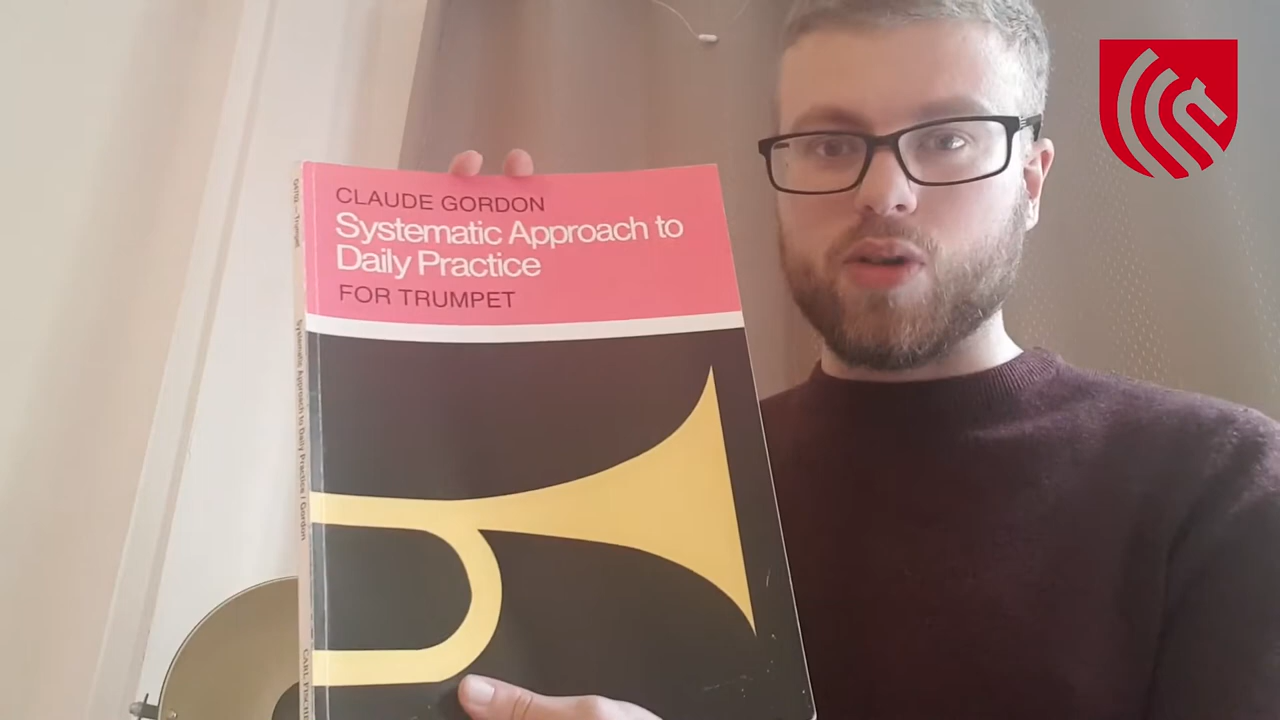 CLAUDE GORDON
Systematic Approach to
Daily Practice
FOR TRUMPET
Systematic Approach to Daily Practice / Gordon
CARL FISCHER